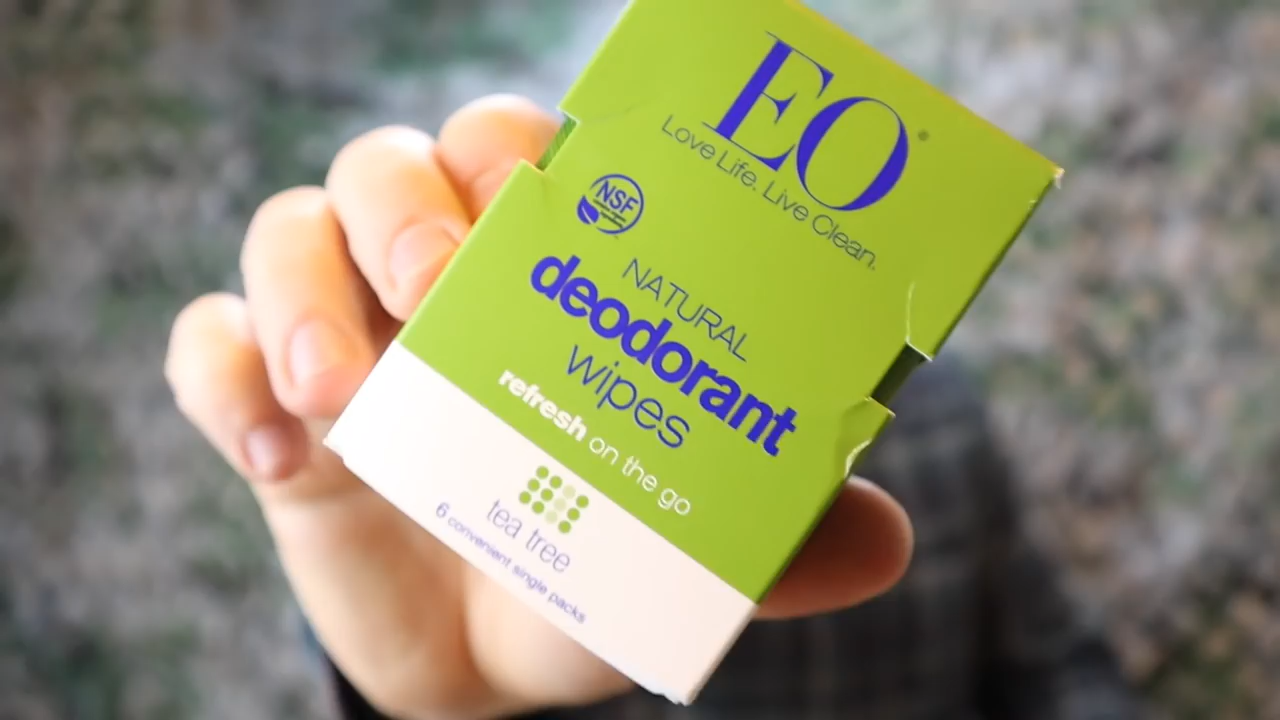 EO®
Love Life. Live Clean.
NSF
NATURAL
deodorant
wipes
refresh on the go
tea tree
6 convenient single packs